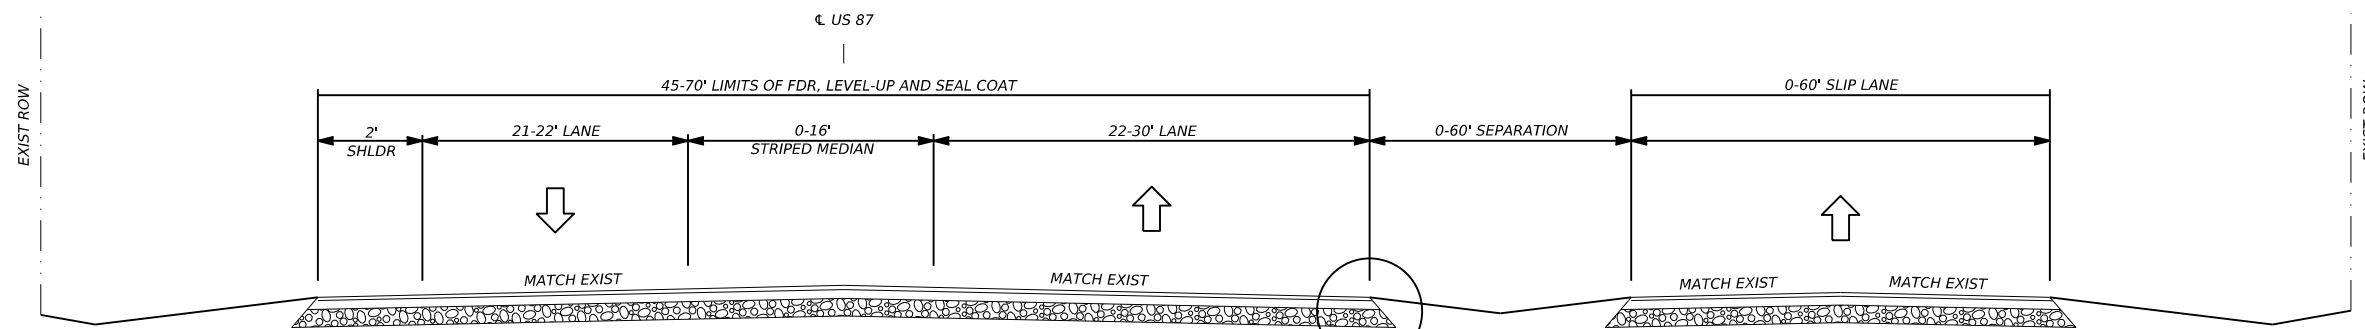 ℄ US 87
45-70' LIMITS OF FDR, LEVEL-UP AND SEAL COAT
0-60' SLIP LANE
EXIST ROW
2'
SHLDR
21-22' LANE
0-16'
STRIPED MEDIAN
22-30' LANE
0-60' SEPARATION
MATCH EXIST
MATCH EXIST
MATCH EXIST
MATCH EXIST